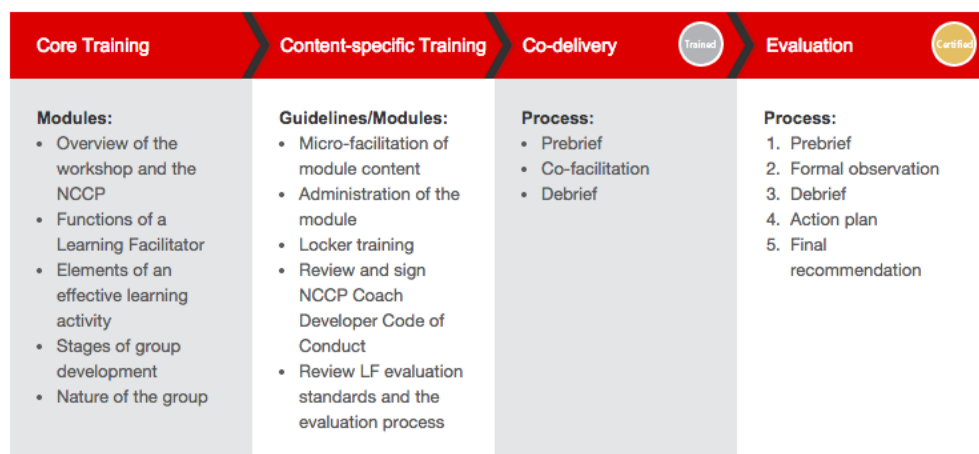 Core Training
Modules:
• Overview of the
workshop and the
NCCP
• Functions of a
Learning Facilitator
• Elements of an
effective learning
activity
• Stages of group
development
• Nature of the group
Content-specific Training
Guidelines/Modules:
• Micro-facilitation of
module content
• Administration of the
module
• Locker training
• Review and sign
NCCP Coach
Developer Code of
Conduct
• Review LF evaluation
standards and the
evaluation process
Co-delivery
Trained
Process:
• Prebrief
• Co-facilitation
• Debrief
Evaluation
Certified
Process:
1. Prebrief
2. Formal observation
3. Debrief
4. Action plan
5. Final
recommendation